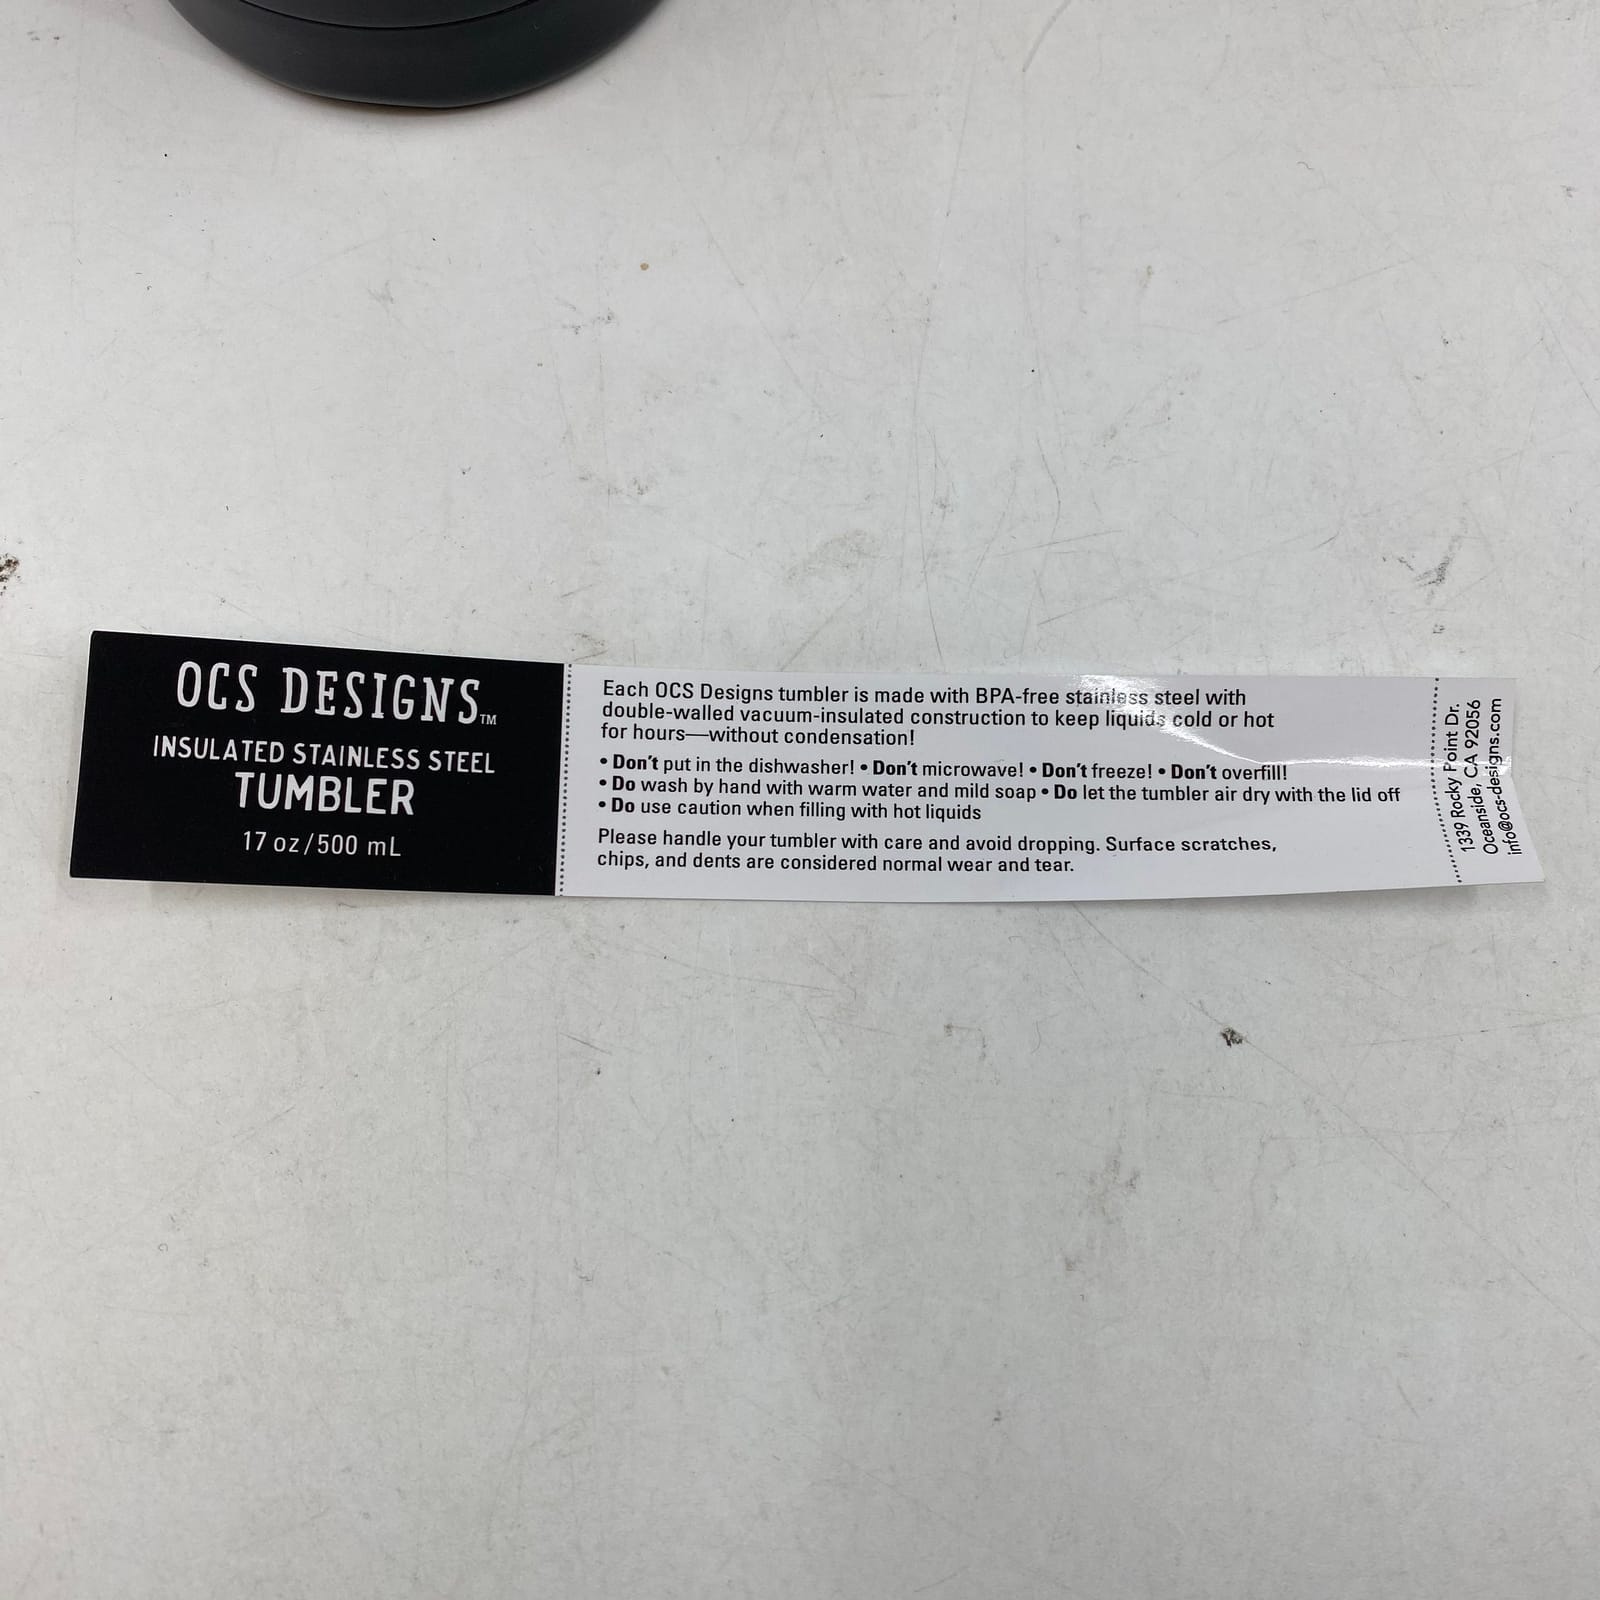 OCS DESIGNS™
INSULATED STAINLESS STEEL
TUMBLER
17 oz/500 mL
Each OCS Designs tumbler is made with BPA-free stainless steel with
double-walled vacuum-insulated construction to keep liquids cold or hot
for hours—without condensation!
• Don't put in the dishwasher! • Don't microwave! • Don't freeze! • Don't overfill!
• Do wash by hand with warm water and mild soap • Do let the tumbler air dry with the lid off
• Do use caution when filling with hot liquids
Please handle your tumbler with care and avoid dropping. Surface scratches,
chips, and dents are considered normal wear and tear.
1339 Rocky Point Dr.
Oceanside, CA 92056
info@ocs-designs.com